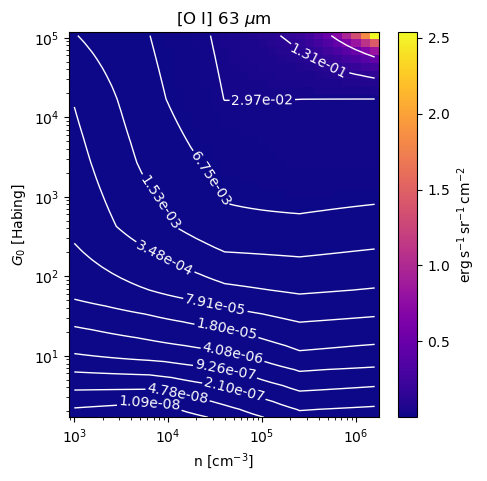 [O I] 63 μm
10⁵
10⁴
10³
10²
10¹
G₀ [Habing]
1.31e-01
2.97e-02
6.75e-03
1.53e-03
3.48e-04
7.91e-05
1.80e-05
4.08e-06
9.26e-07
2.10e-07
4.78e-08
1.09e-08
10³ 10⁴ 10⁵ 10⁶
n [cm⁻³]
2.5
2.0
1.5
1.0
0.5
erg s⁻¹ sr⁻¹ cm⁻²